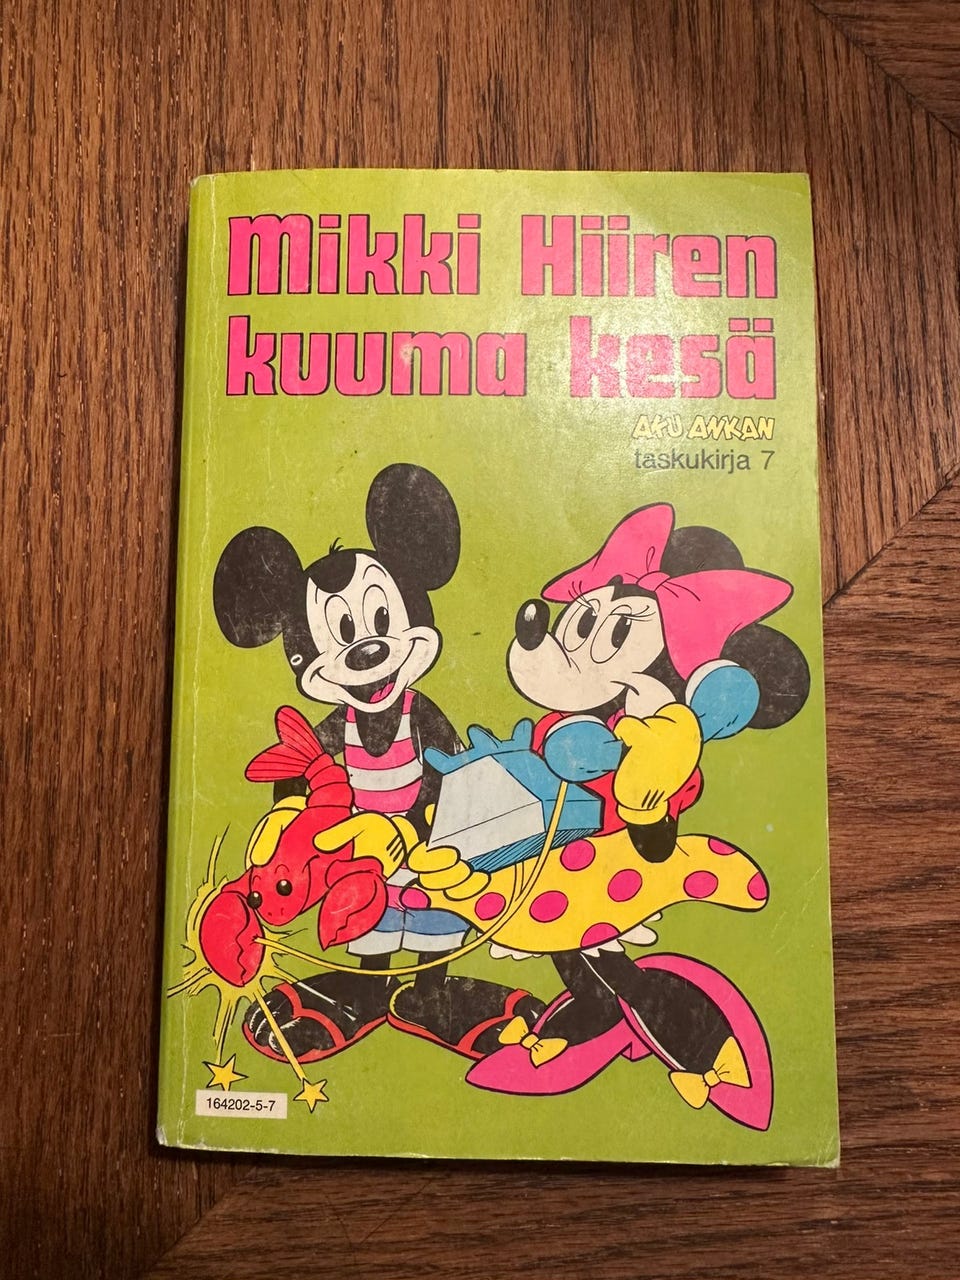 Mikki Hiiren
kuuma kesä
AKU ANKAN
taskukirja 7
164202-5-7